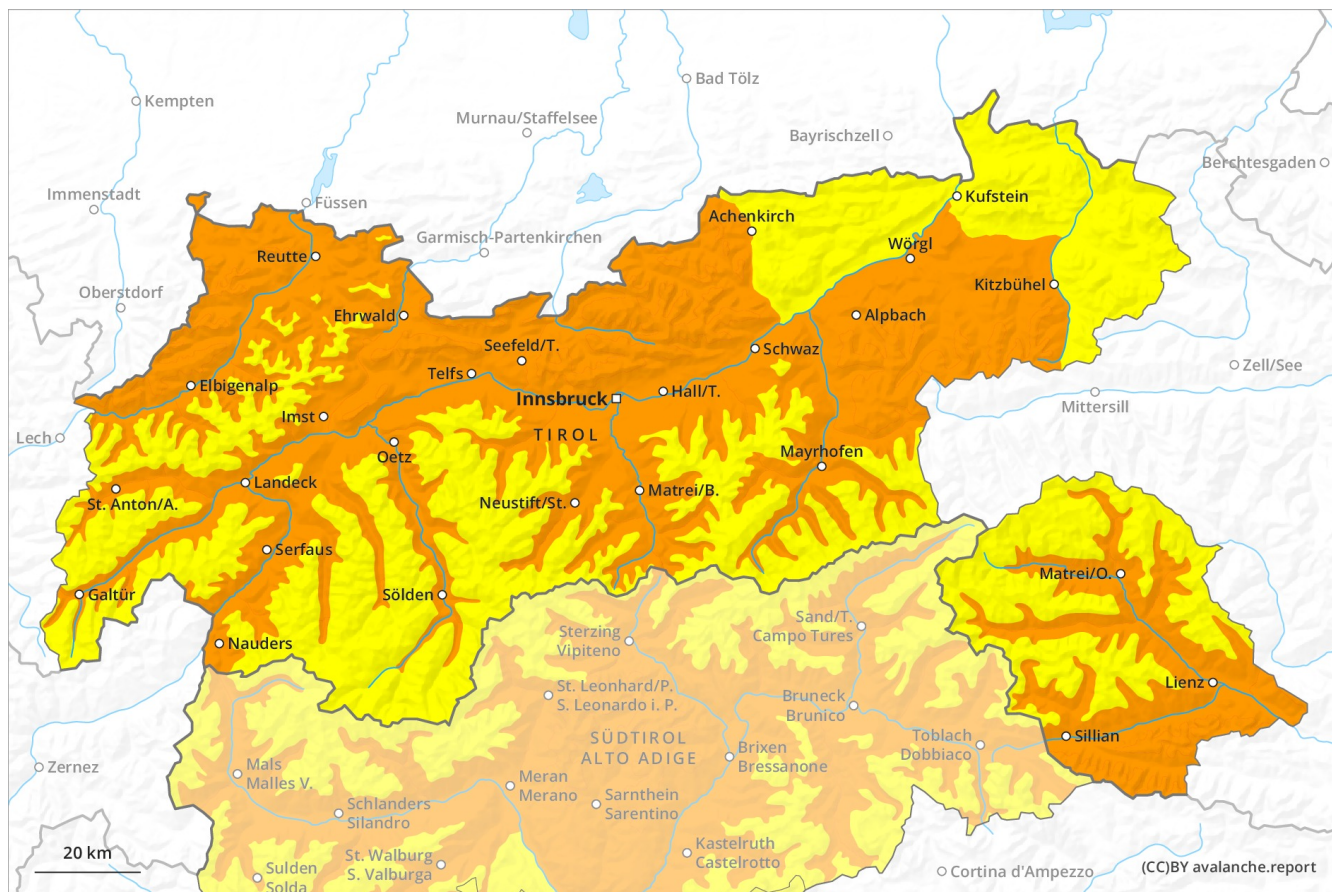 Bad Tölz
Kempten
Murnau/Staffelsee
Bayrischzell
Berchtesgaden
Immenstadt
Füssen
Kufstein
Achenkirch
Garmisch-Partenkirchen
Wörgl
Reutte
Kitzbühel
Oberstdorf
Ehrwald
Alpbach
Seefeld/T.
Schwaz
Zell/See
Telfs
Elbigenalp
Innsbruck
Hall/T.
Mittersill
Imst
Lech
TIROL
Oetz
Mayrhofen
Landeck
Matrei/B.
St. Anton/A.
Neustift/St.
Serfaus
Matrei/O.
Galtür
Sölden
Sand/T.
Campo Tures
Sterzing
Vipiteno
Nauders
Lienz
St. Leonhard/P.
S. Leonardo i. P.
Bruneck
Brunico
SÜDTIROL
ALTO ADIGE
Sillian
Toblach
Dobbiaco
Brixen
Bressanone
Zernez
Mals
Malles V.
Meran
Merano
Sarnthein
Sarentino
Schlanders
Silandro
20 km
St. Walburg
S. Valburga
Kastelruth
Castelrotto
Sulden
Solda
Cortina d'Ampezzo
(CC)BY avalanche.report